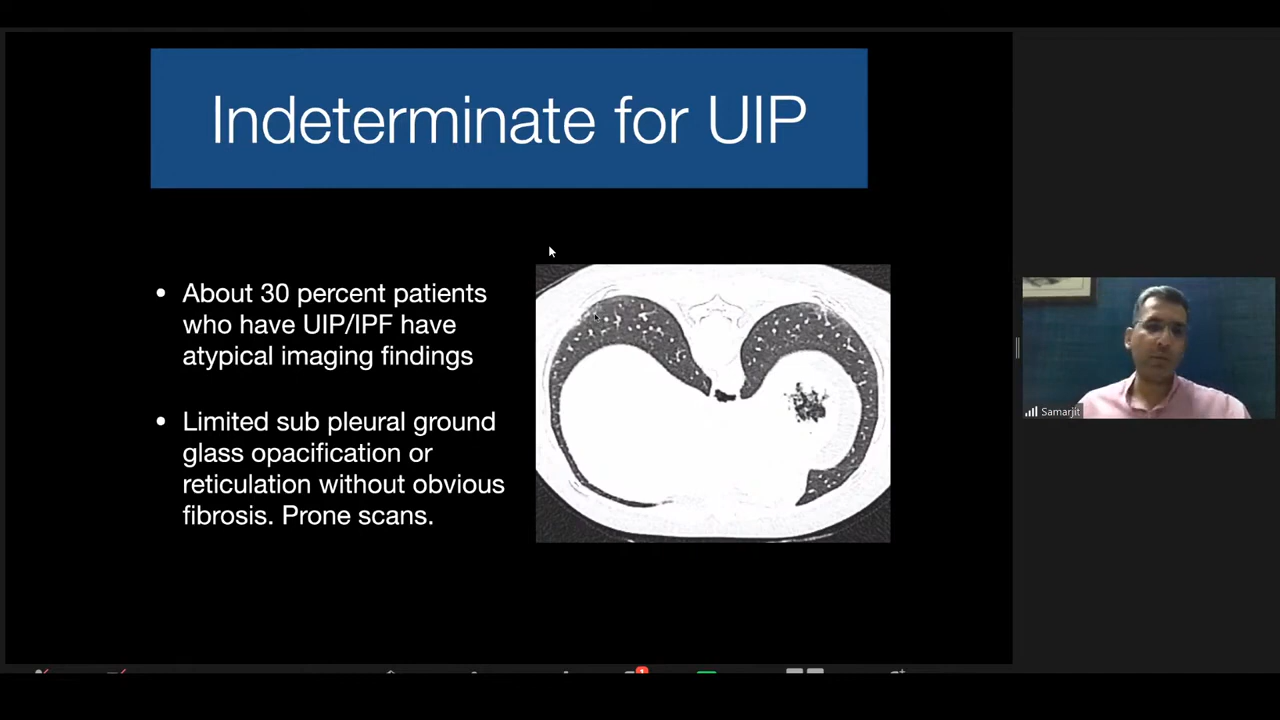 Indeterminate for UIP
• About 30 percent patients
who have UIP/IPF have
atypical imaging findings
• Limited sub pleural ground
glass opacification or
reticulation without obvious
fibrosis. Prone scans.
Samarjit
1